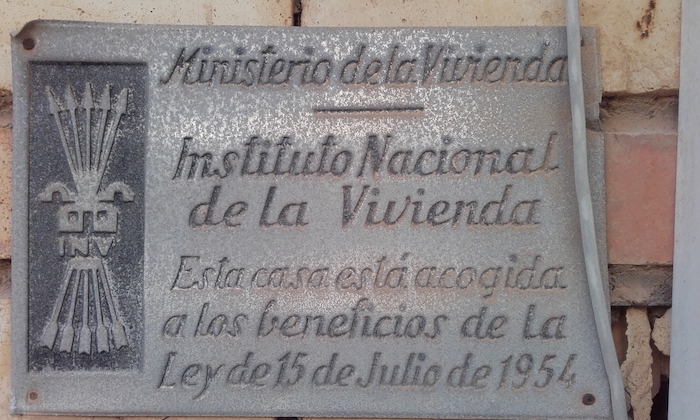 Ministerio de la Vivienda
Instituto Nacional
de la Vivienda
INV
Esta casa está acogida
a los beneficios de la
Ley de 15 de Julio de 1954